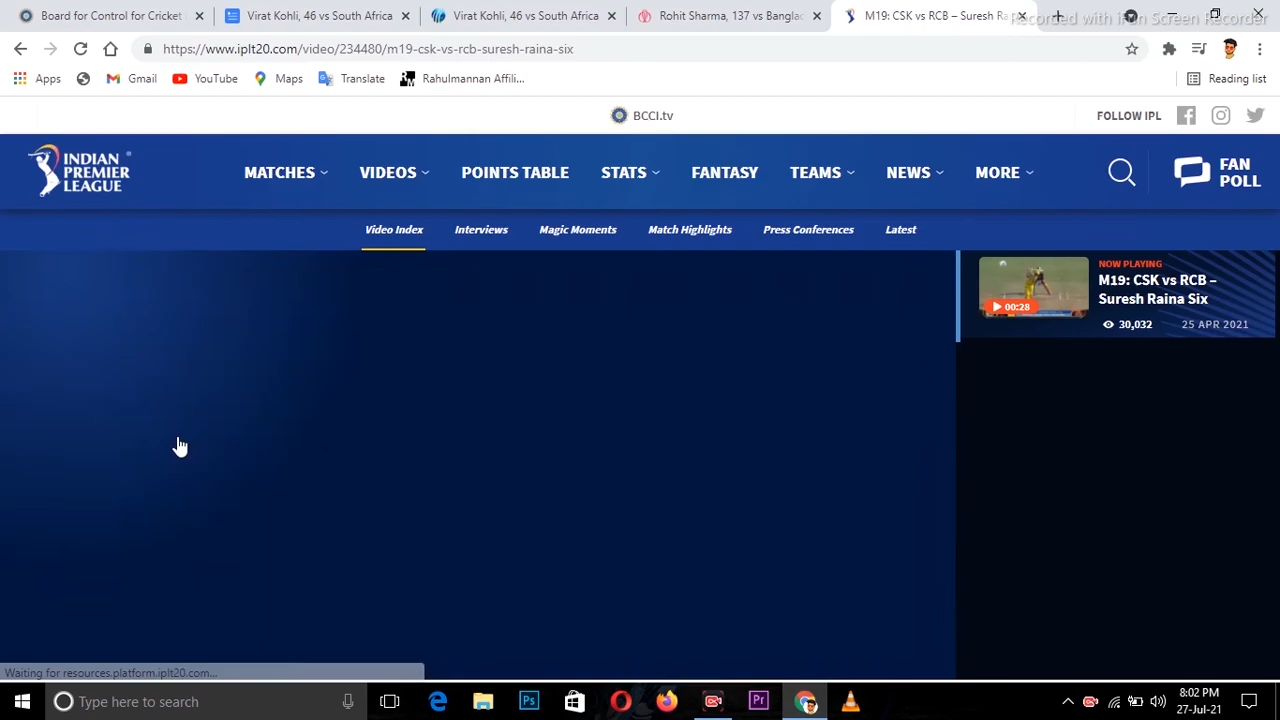 Board for Control for Cricket
Virat Kohli, 46 vs South Africa
Virat Kohli, 46 vs South Africa
Rohit Sharma, 137 vs Bangla
M19: CSK vs RCB – Suresh Ra
Recorded with iFun Screen Recorder
https://www.iplt20.com/video/234480/m19-csk-vs-rcb-suresh-raina-six
Apps
Gmail
YouTube
Maps
Translate
Rahulmannan Affili...
Reading list
BCCI.tv
FOLLOW IPL
INDIAN
PREMIER
LEAGUE
MATCHES
VIDEOS
POINTS TABLE
STATS
FANTASY
TEAMS
NEWS
MORE
FAN
POLL
Video Index
Interviews
Magic Moments
Match Highlights
Press Conferences
Latest
NOW PLAYING
M19: CSK vs RCB –
Suresh Raina Six
00:28
30,032
25 APR 2021
Waiting for resources.platform.iplt20.com...
Type here to search
Ps
Pr
8:02 PM
27-Jul-21